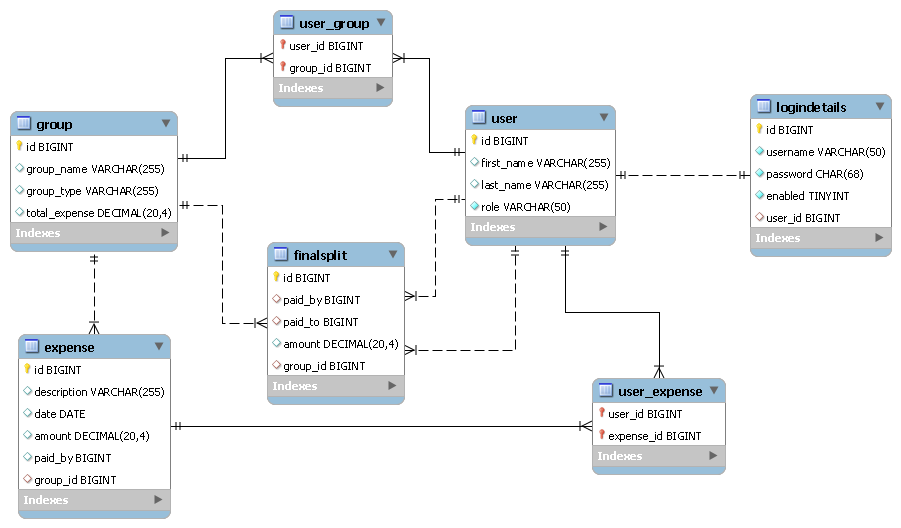 user_group
user_id BIGINT
group_id BIGINT
Indexes
group
id BIGINT
group_name VARCHAR(255)
group_type VARCHAR(255)
total_expense DECIMAL(20,4)
Indexes
user
id BIGINT
first_name VARCHAR(255)
last_name VARCHAR(255)
role VARCHAR(50)
Indexes
logindetails
id BIGINT
username VARCHAR(50)
password CHAR(68)
enabled TINYINT
user_id BIGINT
Indexes
finalsplit
id BIGINT
paid_by BIGINT
paid_to BIGINT
amount DECIMAL(20,4)
group_id BIGINT
Indexes
expense
id BIGINT
description VARCHAR(255)
date DATE
amount DECIMAL(20,4)
paid_by BIGINT
group_id BIGINT
Indexes
user_expense
user_id BIGINT
expense_id BIGINT
Indexes